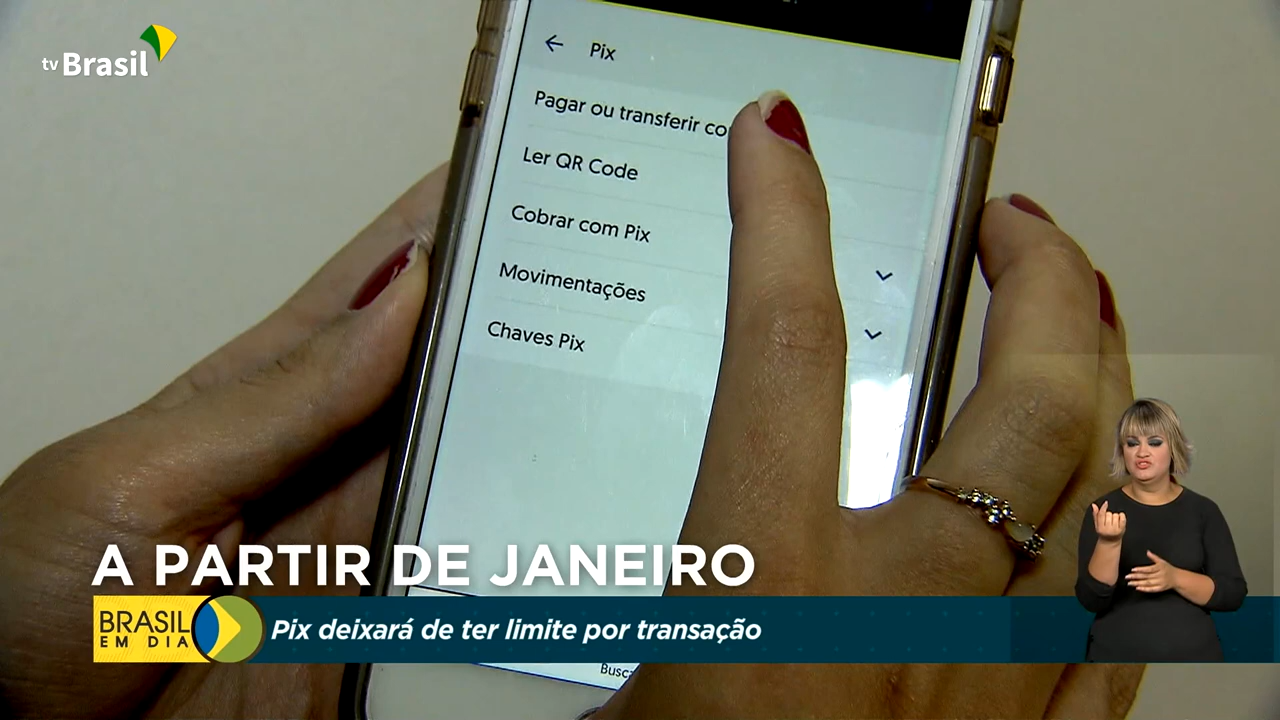 tv Brasil
Pix
Pagar ou transferir co
Ler QR Code
Cobrar com Pix
Movimentações
Chaves Pix
A PARTIR DE JANEIRO
BRASIL
EM DIA
Pix deixará de ter limite por transação